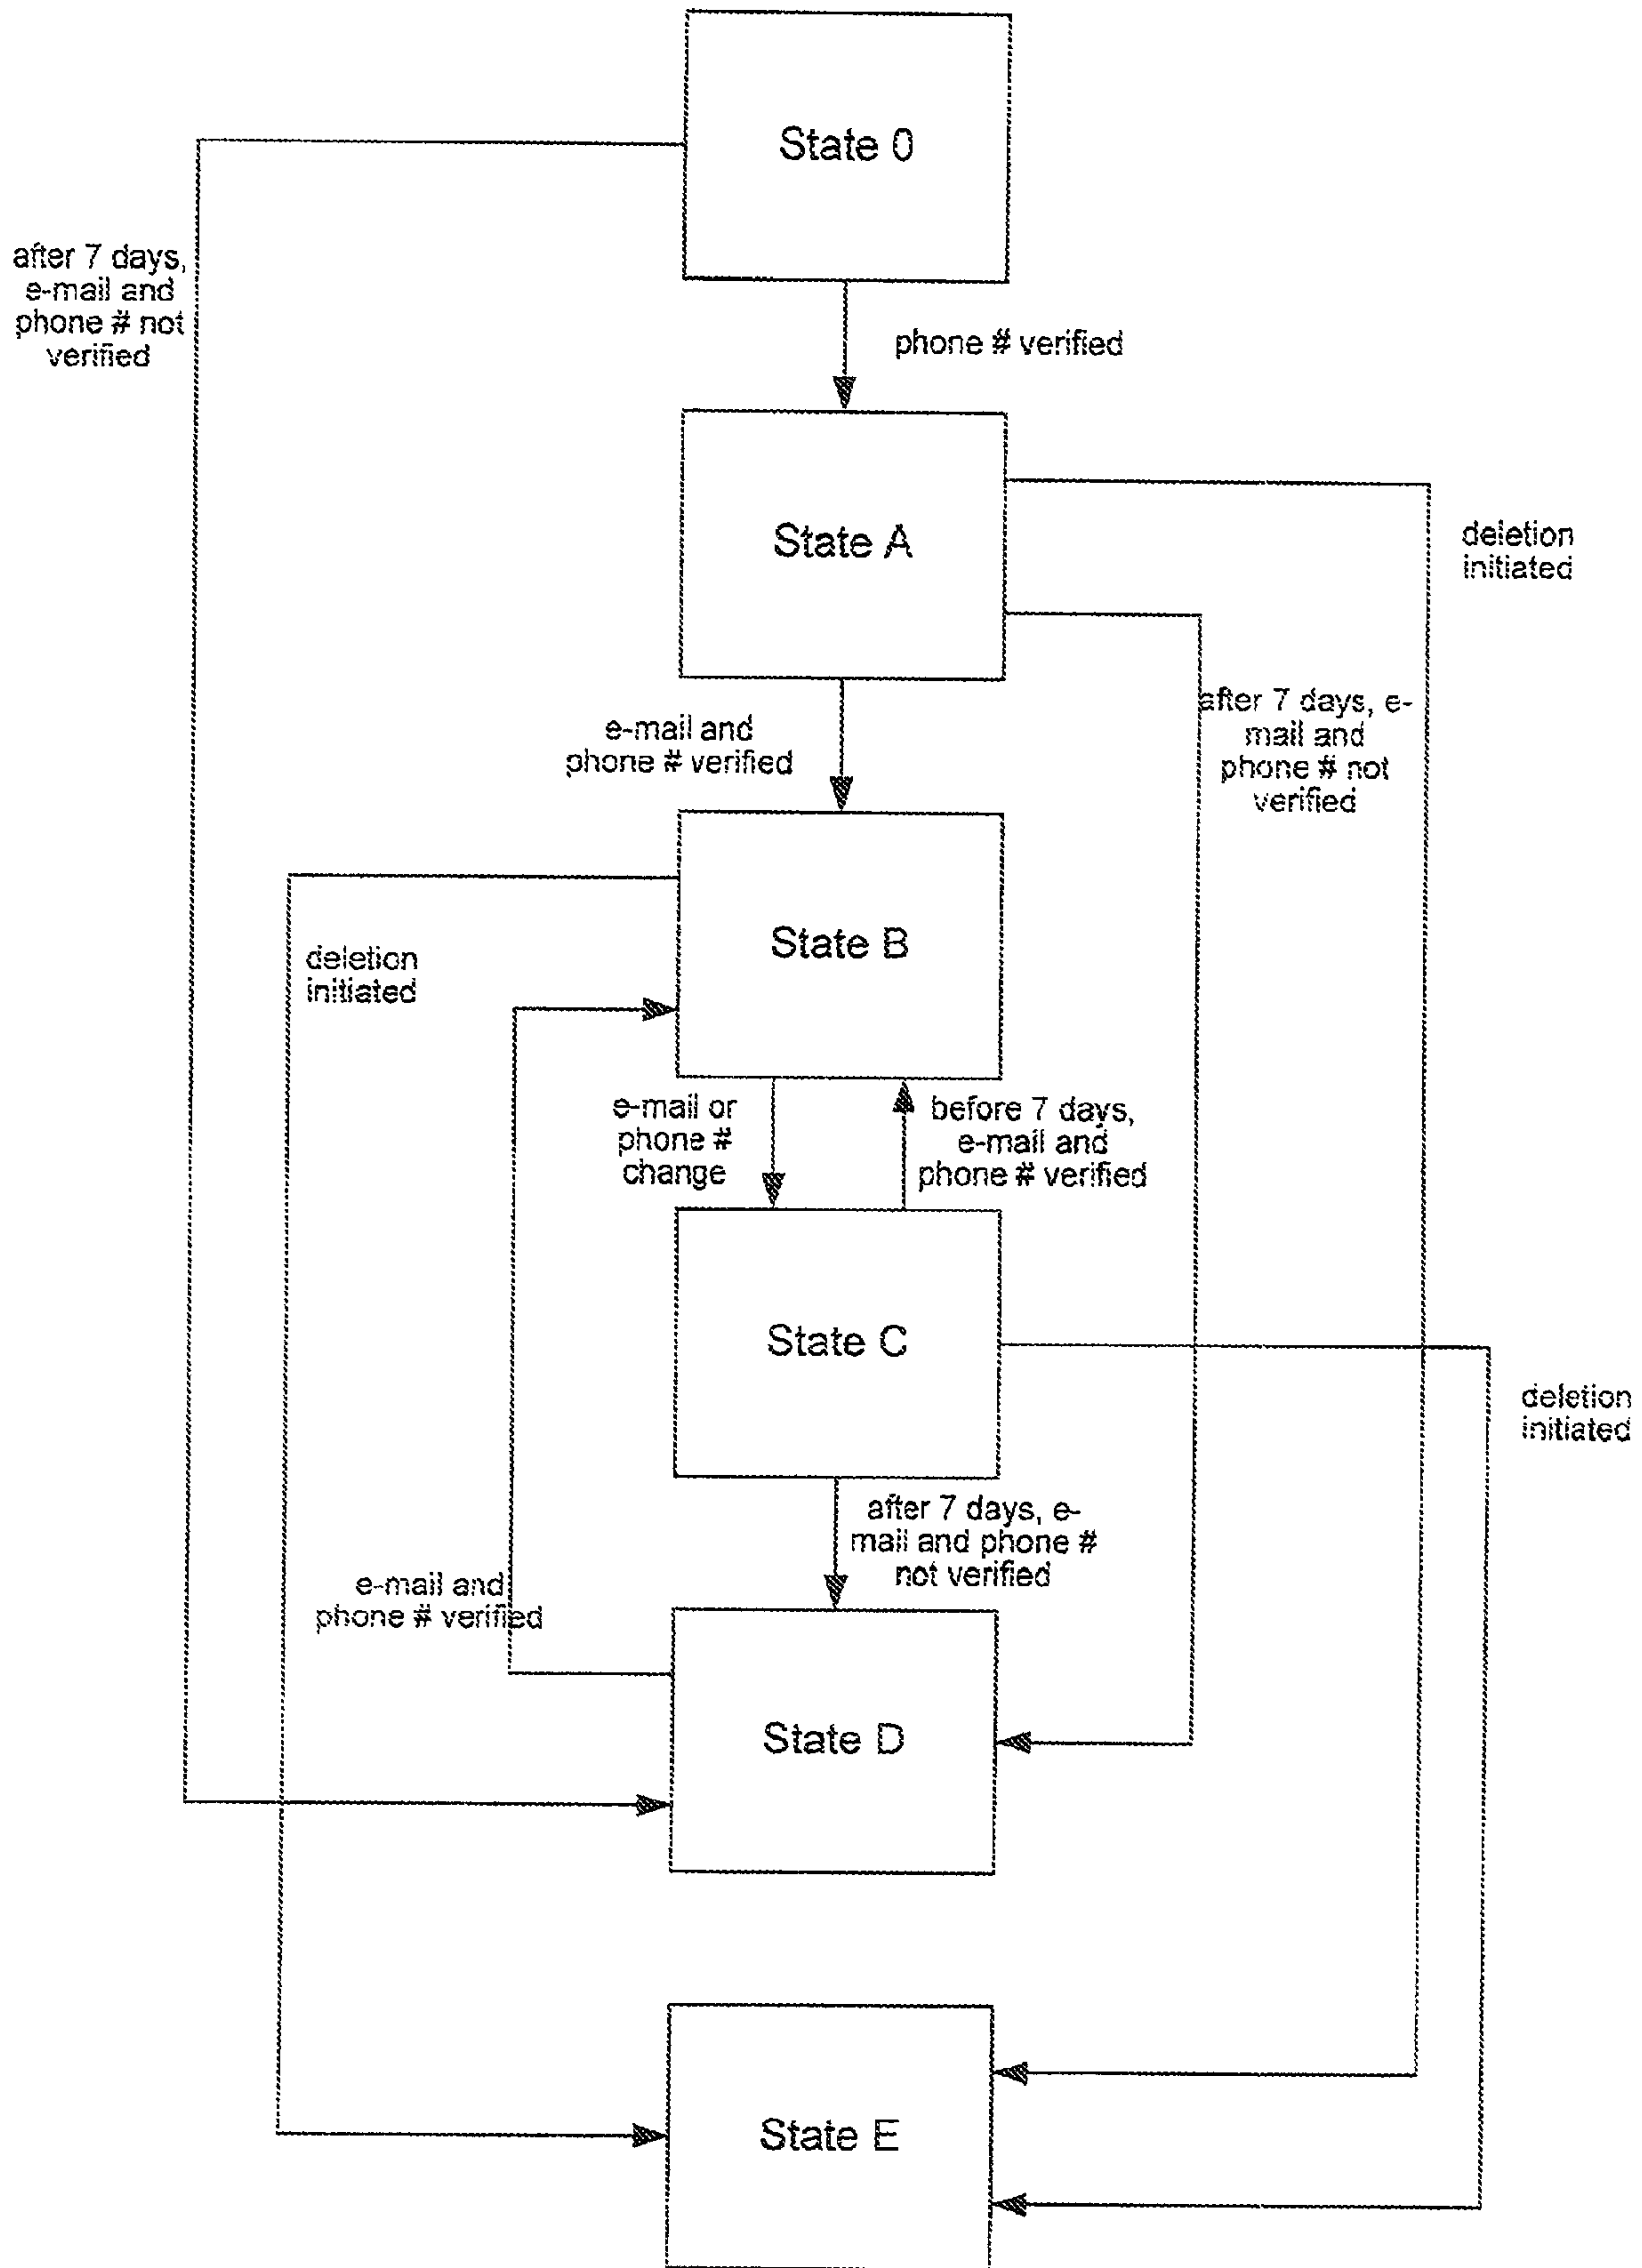 State 0
after 7 days,
e-mail and
phone # not
verified
phone # verified
State A
deletion
initiated
after 7 days, e-
mail and
phone # not
verified
e-mail and
phone # verified
State B
deletion
initiated
e-mail or
phone #
change
before 7 days,
e-mail and
phone # verified
State C
deletion
initiated
after 7 days, e-
mail and phone #
not verified
e-mail and
phone # verified
State D
State E